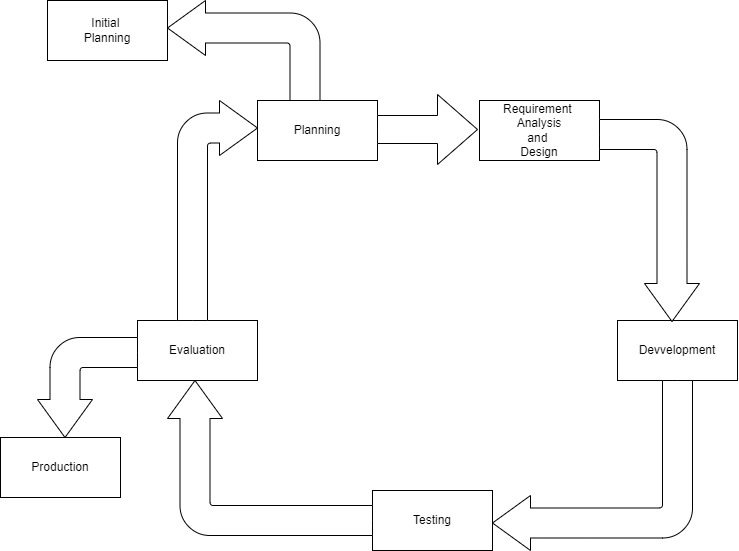 Initial
Planning
Planning
Requirement
Analysis
and
Design
Evaluation
Devvelopment
Production
Testing